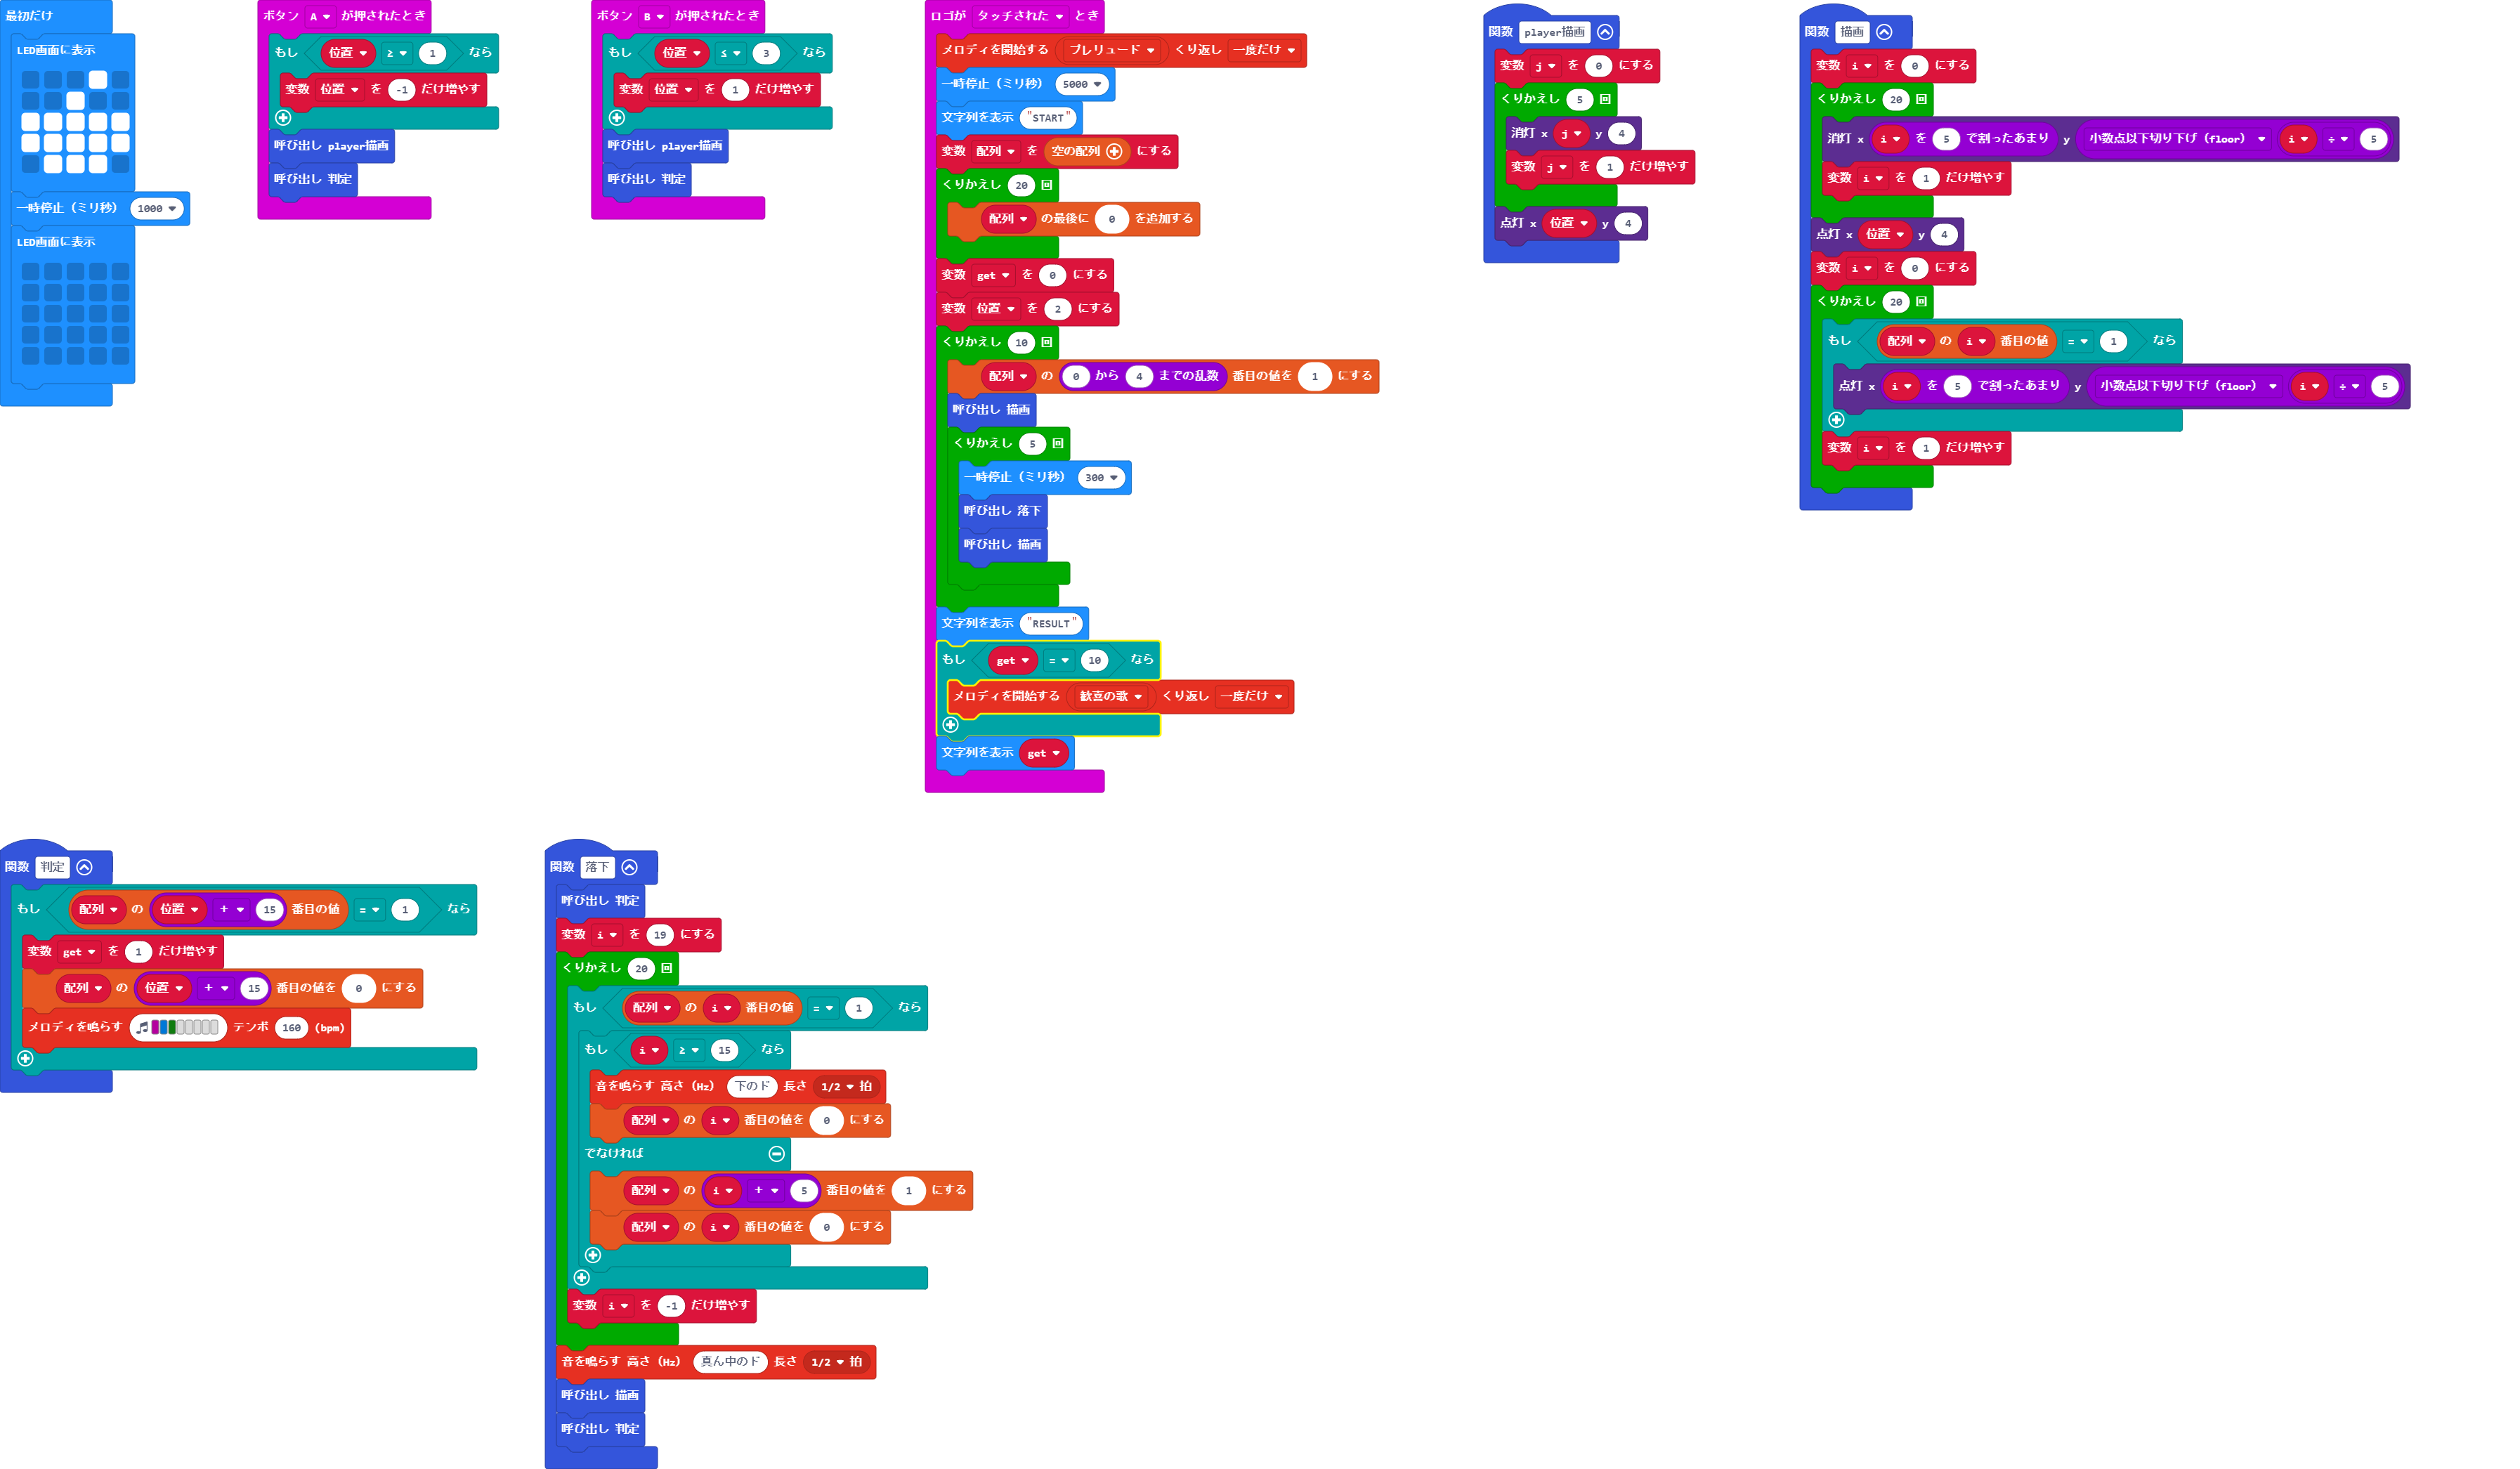 最初だけ
LED画面に表示
一時停止（ミリ秒） 1000
LED画面に表示
ボタン A が押されたとき
もし 位置 ≥ 1 なら
変数 位置 を -1 だけ増やす
呼び出し player描画
呼び出し 判定
ボタン B が押されたとき
もし 位置 ≤ 3 なら
変数 位置 を 1 だけ増やす
呼び出し player描画
呼び出し 判定
ロゴが タッチされた とき
メロディを開始する プレリュード くり返し 一度だけ
一時停止（ミリ秒） 5000
文字列を表示 "START"
変数 配列 を 空の配列 にする
くりかえし 20 回
配列 の最後に 0 を追加する
変数 get を 0 にする
変数 位置 を 2 にする
くりかえし 10 回
配列 の 0 から 4 までの乱数 番目の値を 1 にする
呼び出し 描画
くりかえし 5 回
一時停止（ミリ秒） 300
呼び出し 落下
呼び出し 描画
文字列を表示 "RESULT"
もし get = 10 なら
メロディを開始する 歓喜の歌 くり返し 一度だけ
文字列を表示 get
関数 player描画
変数 j を 0 にする
くりかえし 5 回
消灯 x j y 4
変数 j を 1 だけ増やす
点灯 x 位置 y 4
関数 描画
変数 i を 0 にする
くりかえし 20 回
消灯 x i を 5 で割ったあまり y 小数点以下切り下げ（floor） i ÷ 5
変数 i を 1 だけ増やす
点灯 x 位置 y 4
変数 i を 0 にする
くりかえし 20 回
もし 配列 の i 番目の値 = 1 なら
点灯 x i を 5 で割ったあまり y 小数点以下切り下げ（floor） i ÷ 5
変数 i を 1 だけ増やす
関数 判定
もし 配列 の 位置 + 15 番目の値 = 1 なら
変数 get を 1 だけ増やす
配列 の 位置 + 15 番目の値を 0 にする
メロディを鳴らす テンポ 160 (bpm)
関数 落下
呼び出し 判定
変数 i を 19 にする
くりかえし 20 回
もし 配列 の i 番目の値 = 1 なら
もし i ≥ 15 なら
音を鳴らす 高さ（Hz） 下のド 長さ 1/2 拍
配列 の i 番目の値を 0 にする
でなければ
配列 の i + 5 番目の値を 1 にする
配列 の i 番目の値を 0 にする
変数 i を -1 だけ増やす
音を鳴らす 高さ（Hz） 真ん中のド 長さ 1/2 拍
呼び出し 描画
呼び出し 判定